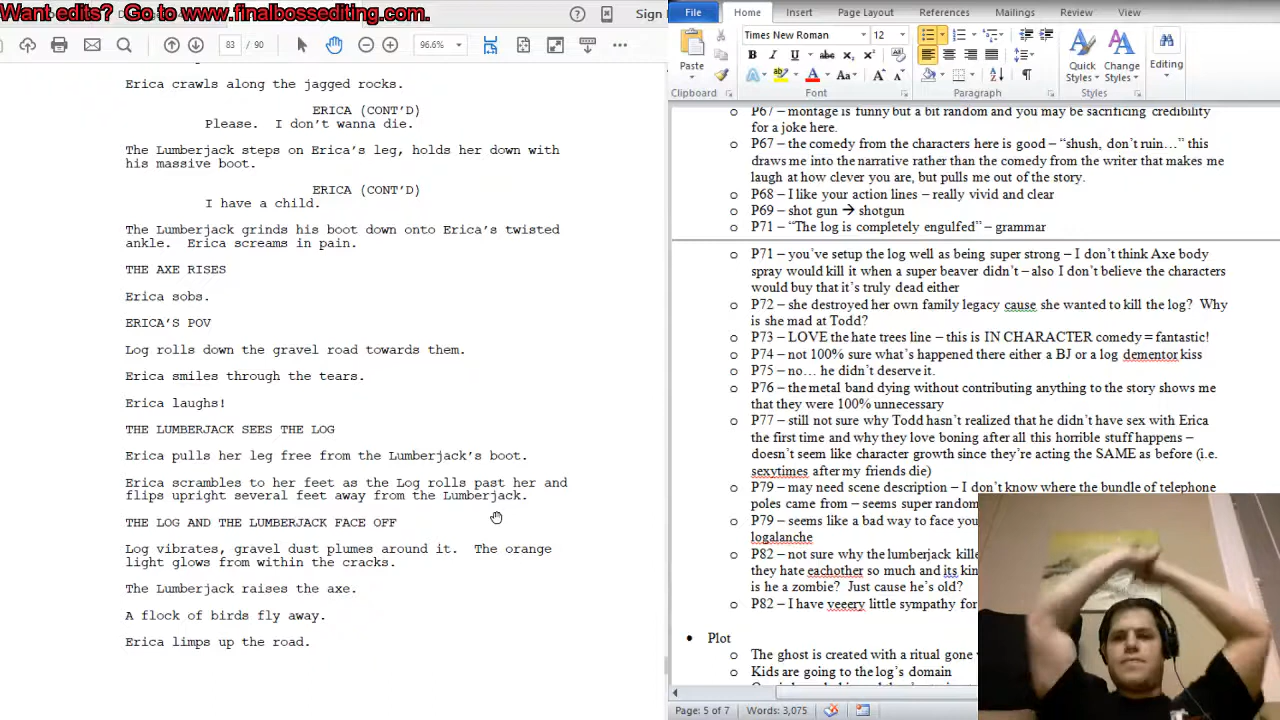 Want edits? Go to www.finalbossediting.com.
Sign
83
96.6%
Erica crawls along the jagged rocks.
ERICA (CONT'D)
Please. I don't wanna die.
The Lumberjack steps on Erica's leg, holds her down with
his massive boot.
ERICA (CONT'D)
I have a child.
The Lumberjack grinds his boot down onto Erica's twisted
ankle. Erica screams in pain.
THE AXE RISES
Erica sobs.
ERICA'S POV
Log rolls down the gravel road towards them.
Erica smiles through the tears.
Erica laughs!
THE LUMBERJACK SEES THE LOG
Erica pulls her leg free from the Lumberjack's boot.
Erica scrambles to her feet as the Log rolls past her and
flips upright several feet away from the Lumberjack.
THE LOG AND THE LUMBERJACK FACE OFF
Log vibrates, gravel dust plumes around it. The orange
light glows from within the cracks.
The Lumberjack raises the axe.
A flock of birds fly away.
Erica limps up the road.
File Home Insert Page Layout References Mailings Review View
Times New Roman 12
Paste
B I U abc x₂ x²
A Aa A A
Quick Styles
Change Styles
Editing
Clipboard Font Paragraph Styles
o P67 – montage is funny but a bit random and you may be sacrificing credibility
for a joke here.
o P67 – the comedy from the characters here is good – “shush, don’t ruin…” this
draws me into the narrative rather than the comedy from the writer that makes me
laugh at how clever you are, but pulls me out of the story.
o P68 – I like your action lines – really vivid and clear
o P69 – shot gun → shotgun
o P71 – “The log is completely engulfed” – grammar
o P71 – you’ve setup the log well as being super strong – I don’t think Axe body
spray would kill it when a super beaver didn’t – also I don’t believe the characters
would buy that it’s truly dead either
o P72 – she destroyed her own family legacy cause she wanted to kill the log? Why
is she mad at Todd?
o P73 – LOVE the hate trees line – this is IN CHARACTER comedy = fantastic!
o P74 – not 100% sure what’s happened there either a BJ or a log dementor kiss
o P75 – no… he didn’t deserve it.
o P76 – the metal band dying without contributing anything to the story shows me
that they were 100% unnecessary
o P77 – still not sure why Todd hasn’t realized that he didn’t have sex with Erica
the first time and why they love boning after all this horrible stuff happens –
doesn’t seem like character growth since they’re acting the SAME as before (i.e.
sexytimes after my friends die)
o P79 – may need scene description – I don’t know where the bundle of telephone
poles came from – seems super rand
o P79 – seems like a bad way to face you
logalanche
o P82 – not sure why the lumberjack kille
they hate eachother so much and its kin
is he a zombie? Just cause he’s old?
o P82 – I have veeery little sympathy for
• Plot
o The ghost is created with a ritual gone
o Kids are going to the log’s domain
Page: 5 of 7 Words: 3,075